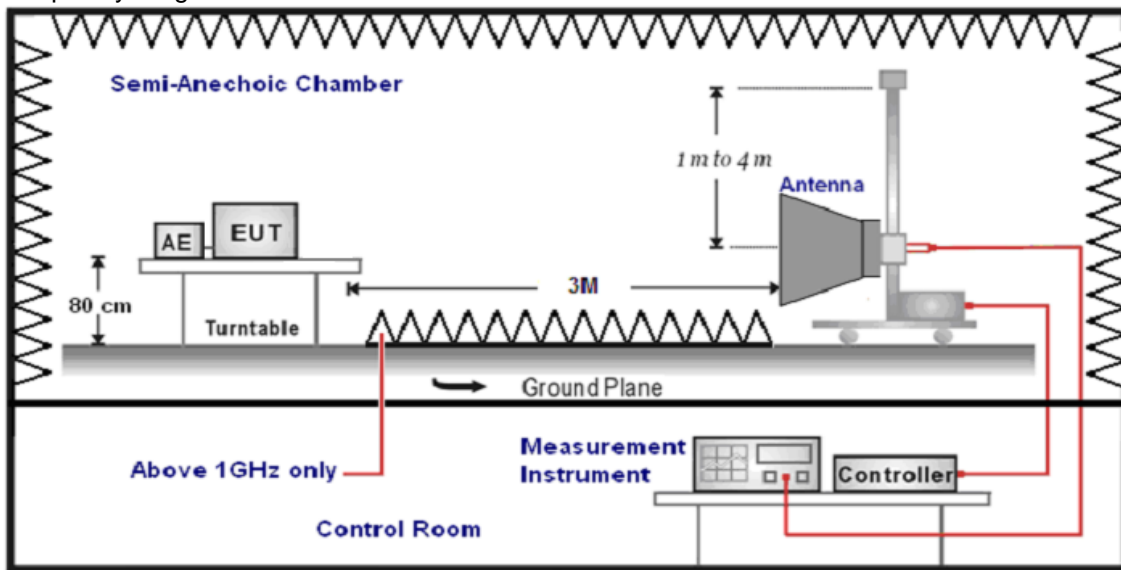 Semi-Anechoic Chamber
1 m to 4 m
Antenna
AE
EUT
3M
80 cm
Turntable
Ground Plane
Above 1GHz only
Measurement
Instrument
Controller
Control Room